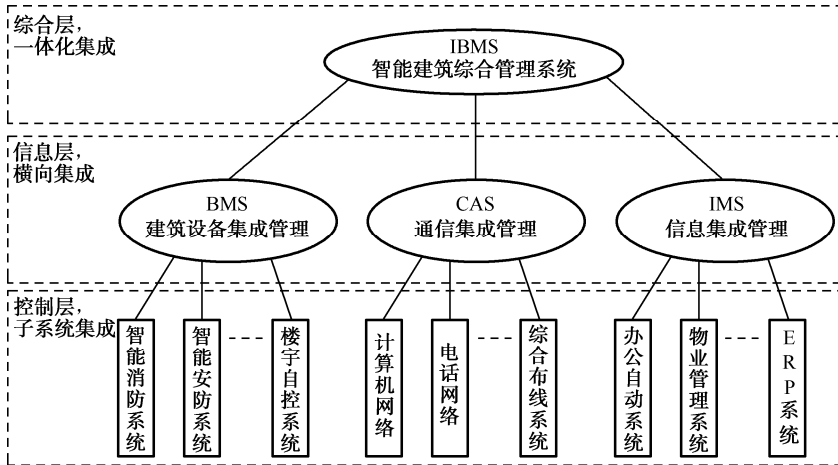 综合层，
一体化集成
IBMS
智能建筑综合管理系统
信息层，
横向集成
BMS
建筑设备集成管理
CAS
通信集成管理
IMS
信息集成管理
控制层，
子系统集成
智能消防系统
智能安防系统
楼宇自控系统
计算机网络
电话网络
综合布线系统
办公自动系统
物业管理系统
ERP系统